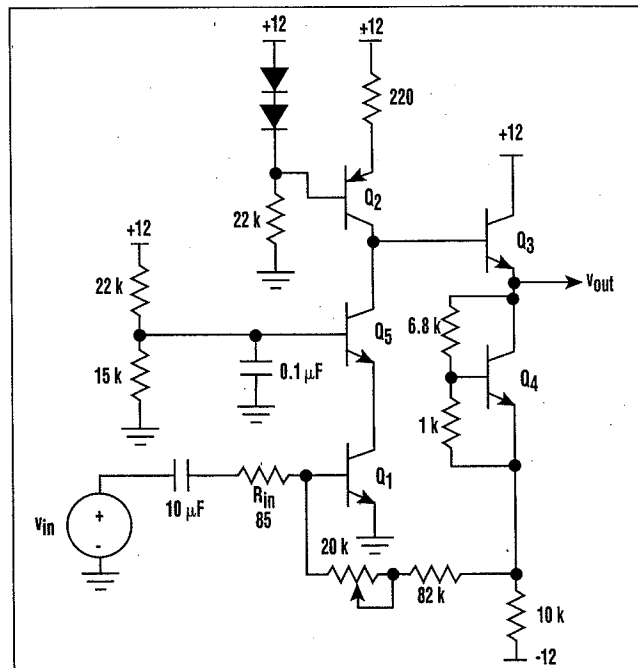 +12
+12
220
+12
Q2
22 k
+12
Q3
Vout
22 k
6.8 k
Q5
Q4
15 k
0.1 µF
1 k
Q1
Vin
+
-
10 µF
Rin
85
20 k
82 k
10 k
-12